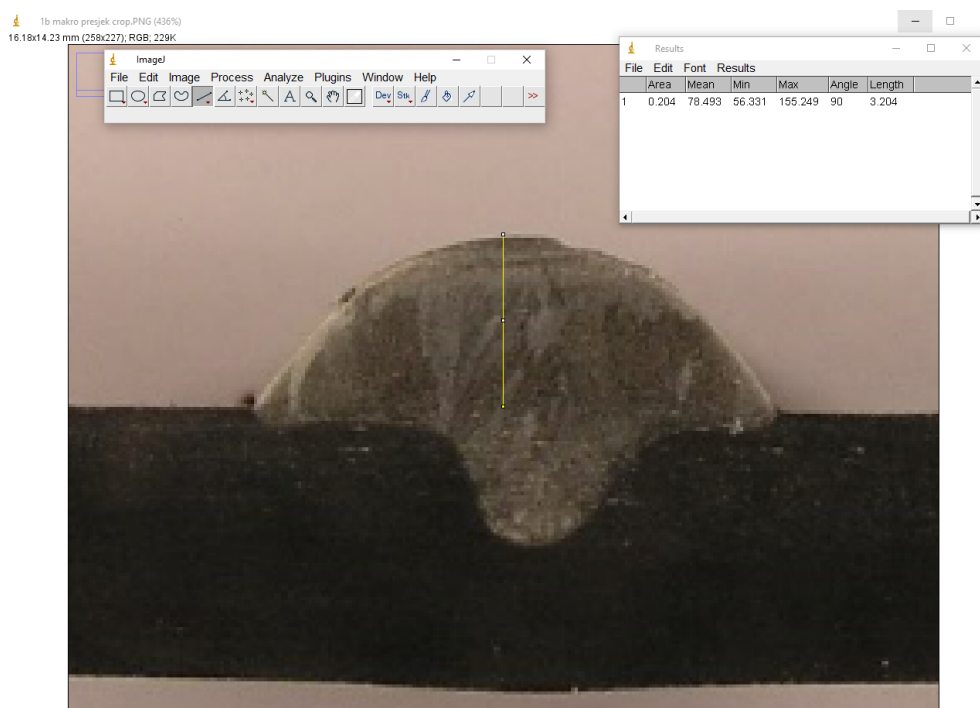 1b makro presjek crop.PNG (436%)
16.18x14.23 mm (258x227); RGB; 229K
ImageJ
File Edit Image Process Analyze Plugins Window Help
A Dev Stk >>
Results
File Edit Font Results
Area Mean Min Max Angle Length
1 0.204 78.493 56.331 155.249 90 3.204